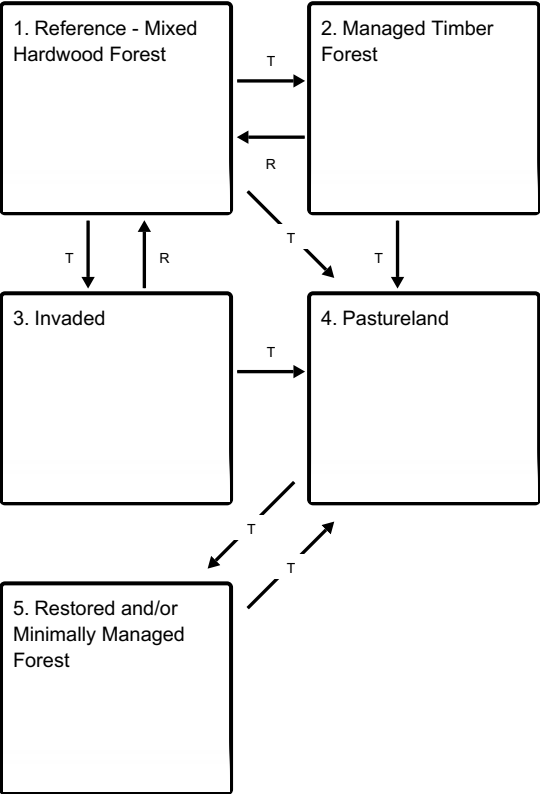 1. Reference - Mixed
Hardwood Forest
2. Managed Timber
Forest
T
R
T
T
R
T
3. Invaded
4. Pastureland
T
T
T
5. Restored and/or
Minimally Managed
Forest